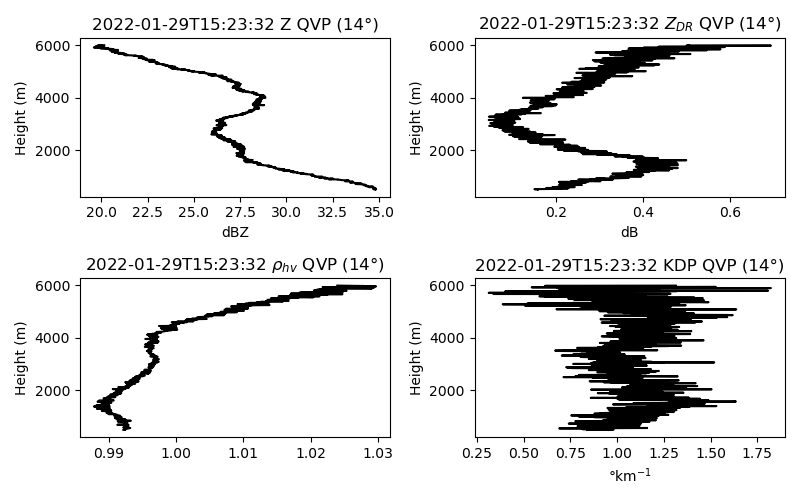 2022-01-29T15:23:32 Z QVP (14°)
Height (m)
6000
4000
2000
20.0 22.5 25.0 27.5 30.0 32.5 35.0
dBZ
2022-01-29T15:23:32 Z_DR QVP (14°)
Height (m)
6000
4000
2000
0.2 0.4 0.6
dB
2022-01-29T15:23:32 ρ_hv QVP (14°)
Height (m)
6000
4000
2000
0.99 1.00 1.01 1.02 1.03
2022-01-29T15:23:32 KDP QVP (14°)
Height (m)
6000
4000
2000
0.25 0.50 0.75 1.00 1.25 1.50 1.75
°km⁻¹